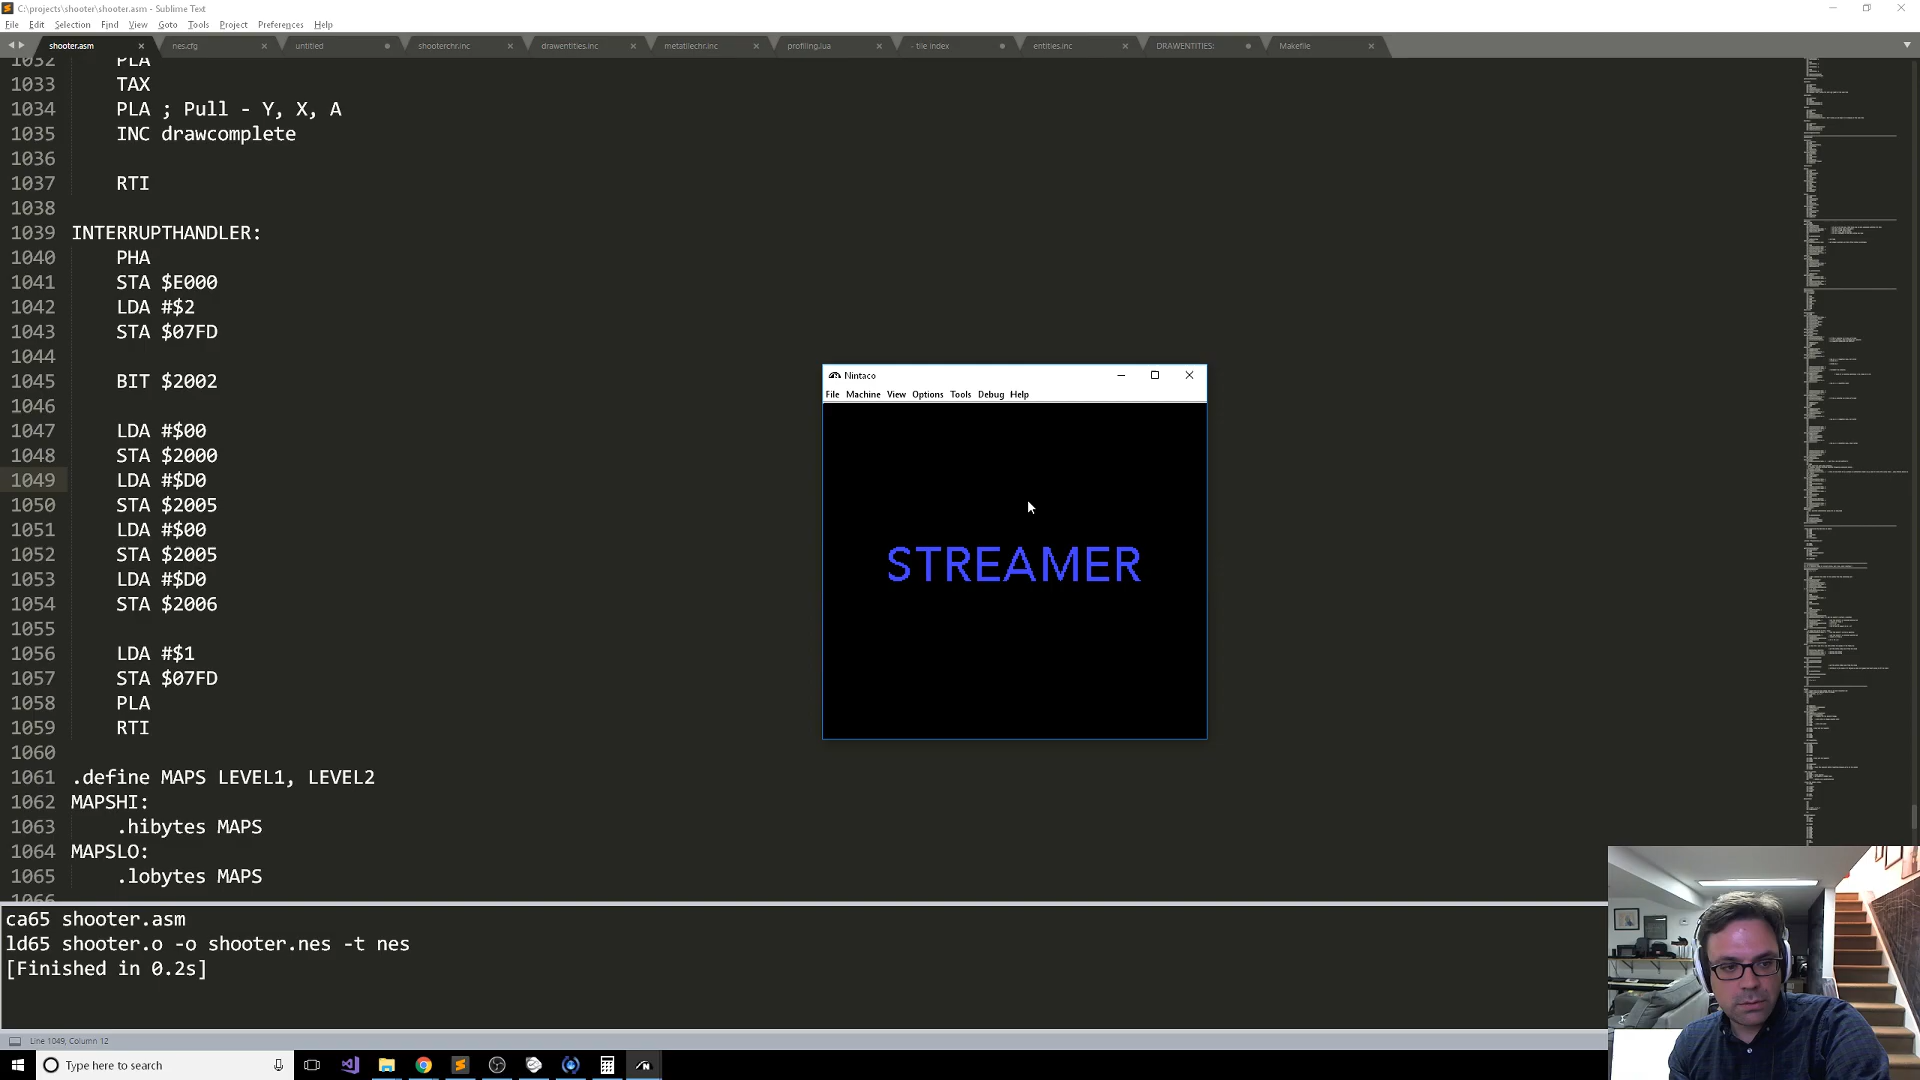 C:\projects\shooter\shooter.asm - Sublime Text
File Edit Selection Find View Goto Tools Project Preferences Help
shooter.asm nes.cfg untitled shooterchr.inc drawentities.inc metatilechr.inc profiling.lua - tile index entities.inc DRAWENTITIES: Makefile
1032 PLA
1033 TAX
1034 PLA ; Pull - Y, X, A
1035 INC drawcomplete
1036
1037 RTI
1038
1039 INTERRUPTHANDLER:
1040 PHA
1041 STA $E000
1042 LDA #$2
1043 STA $07FD
1044
1045 BIT $2002
1046
1047 LDA #$00
1048 STA $2000
1049 LDA #$D0
1050 STA $2005
1051 LDA #$00
1052 STA $2005
1053 LDA #$D0
1054 STA $2006
1055
1056 LDA #$1
1057 STA $07FD
1058 PLA
1059 RTI
1060
1061 .define MAPS LEVEL1, LEVEL2
1062 MAPSHI:
1063 .hibytes MAPS
1064 MAPSLO:
1065 .lobytes MAPS
1066
Nintaco
File Machine View Options Tools Debug Help
STREAMER
ca65 shooter.asm
ld65 shooter.o -o shooter.nes -t nes
[Finished in 0.2s]
Line 1049, Column 12
Type here to search